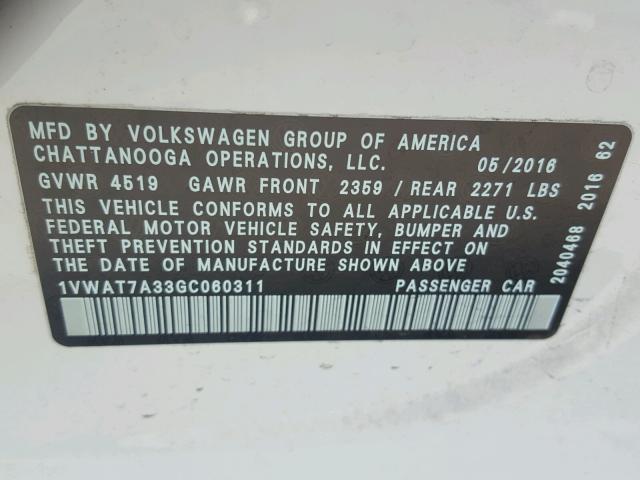 MFD BY VOLKSWAGEN GROUP OF AMERICA
CHATTANOOGA OPERATIONS, LLC. 05/2016
GVWR 4519 GAWR FRONT 2359 / REAR 2271 LBS
THIS VEHICLE CONFORMS TO ALL APPLICABLE U.S.
FEDERAL MOTOR VEHICLE SAFETY, BUMPER AND
THEFT PREVENTION STANDARDS IN EFFECT ON
THE DATE OF MANUFACTURE SHOWN ABOVE
1VWAT7A33GC060311 PASSENGER CAR
2040468 2016 62